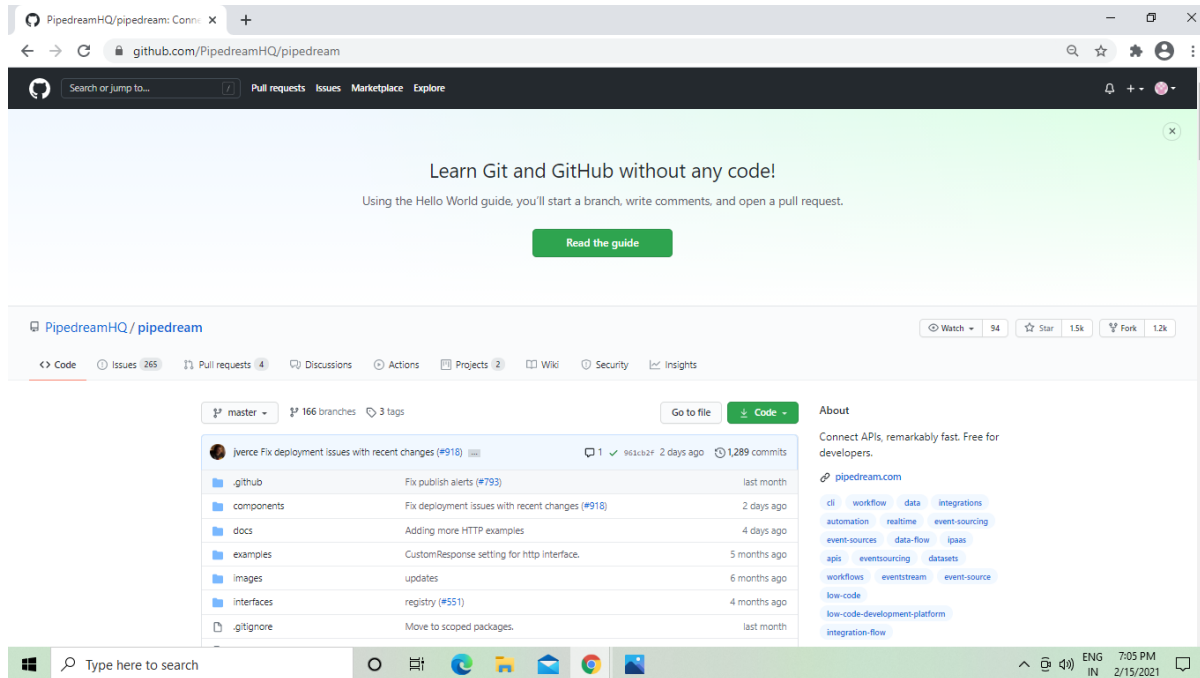 PipedreamHQ/pipedream: Conne
github.com/PipedreamHQ/pipedream
Search or jump to... / Pull requests Issues Marketplace Explore
Learn Git and GitHub without any code!
Using the Hello World guide, you'll start a branch, write comments, and open a pull request.
Read the guide
PipedreamHQ / pipedream Watch 94 Star 1.5k Fork 1.2k
Code Issues 265 Pull requests 4 Discussions Actions Projects 2 Wiki Security Insights
master 166 branches 3 tags Go to file Code
jverce Fix deployment issues with recent changes (#918) ... 1 961cb2f 2 days ago 1,289 commits
.github Fix publish alerts (#793) last month
components Fix deployment issues with recent changes (#918) 2 days ago
docs Adding more HTTP examples 4 days ago
examples CustomResponse setting for http interface. 5 months ago
images updates 6 months ago
interfaces registry (#551) 4 months ago
.gitignore Move to scoped packages. last month
About
Connect APIs, remarkably fast. Free for
developers.
pipedream.com
cli workflow data integrations
automation realtime event-sourcing
event-sources data-flow ipaas
apis eventsourcing datasets
workflows eventstream event-source
low-code
low-code-development-platform
integration-flow
Type here to search
ENG
IN
7:05 PM
2/15/2021